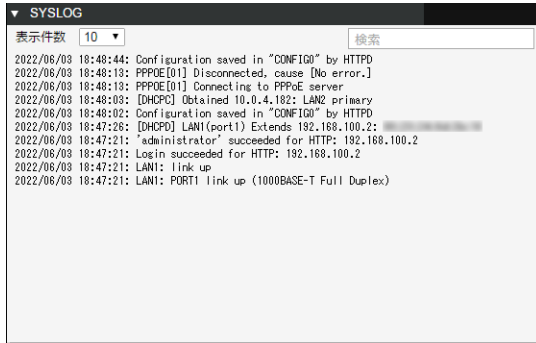 ▼ SYSLOG
表示件数 10 ▼ 検索
2022/06/03 18:48:44: Configuration saved in "CONFIG0" by HTTPD
2022/06/03 18:48:13: PPPOE[01] Disconnected, cause [No error.]
2022/06/03 18:48:13: PPPOE[01] Connecting to PPPoE server
2022/06/03 18:48:03: [DHCPC] Obtained 10.0.4.182: LAN2 primary
2022/06/03 18:48:02: Configuration saved in "CONFIG0" by HTTPD
2022/06/03 18:47:26: [DHCPD] LAN1(port1) Extends 192.168.100.2:
2022/06/03 18:47:21: 'administrator' succeeded for HTTP: 192.168.100.2
2022/06/03 18:47:21: Login succeeded for HTTP: 192.168.100.2
2022/06/03 18:47:21: LAN1: link up
2022/06/03 18:47:21: LAN1: PORT1 link up (1000BASE-T Full Duplex)